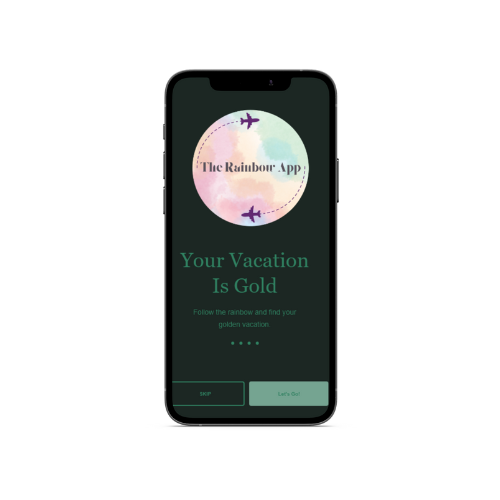 The Rainbow App
Your Vacation
Is Gold
Follow the rainbow and find your
golden vacation
SKIP
Let's Go!